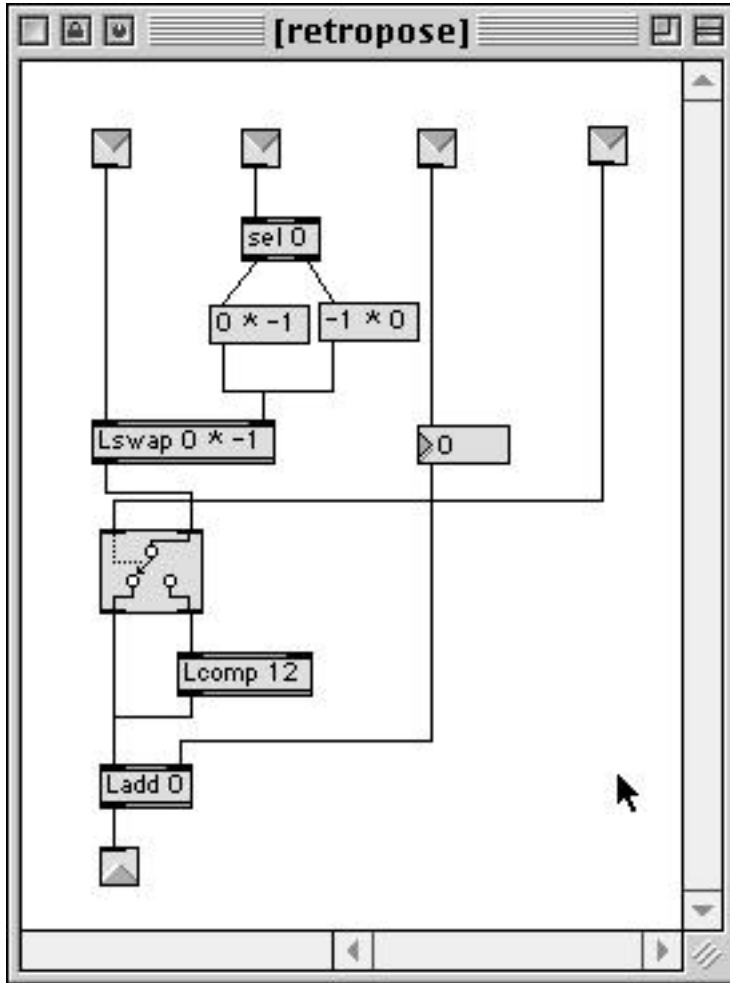 [retropose]
sel 0
0 * -1
-1 * 0
Lswap 0 * -1
0
Lcomp 12
Ladd 0